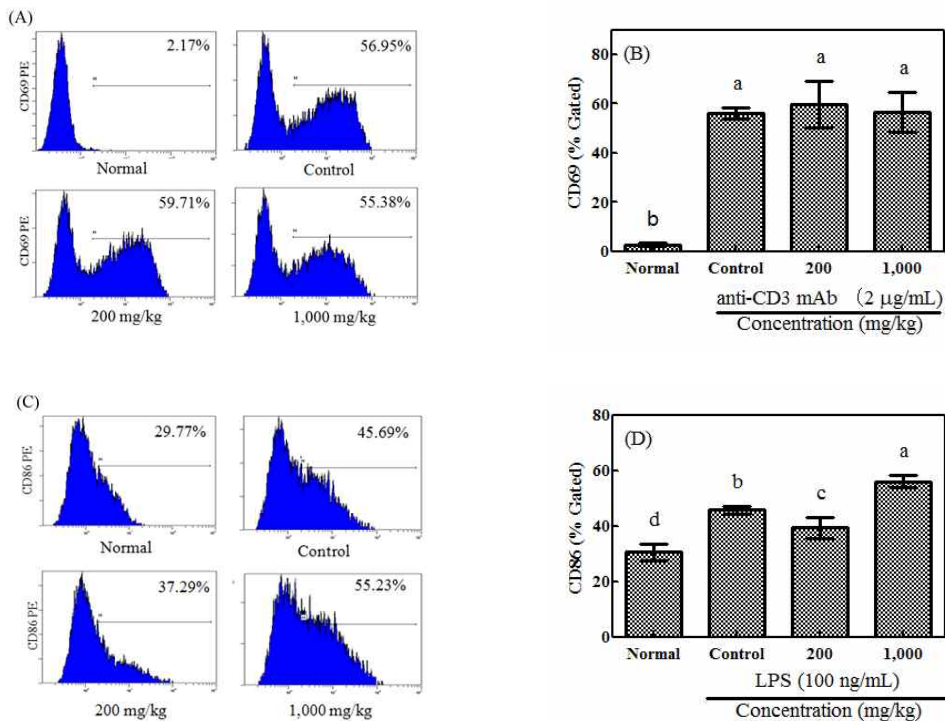 (A)
2.17%
56.95%
CD69 PE
Normal
Control
59.71%
55.38%
CD69 PE
200 mg/kg
1,000 mg/kg
(B)
80
60
40
20
0
CD69 (% Gated)
b
a
a
a
Normal
Control
200
1,000
anti-CD3 mAb (2 μg/mL)
Concentration (mg/kg)
(C)
29.77%
45.69%
CD86 PE
Normal
Control
37.29%
55.23%
CD86 PE
200 mg/kg
1,000 mg/kg
(D)
80
60
40
20
0
CD86 (% Gated)
d
b
c
a
Normal
Control
200
1,000
LPS (100 ng/mL)
Concentration (mg/kg)